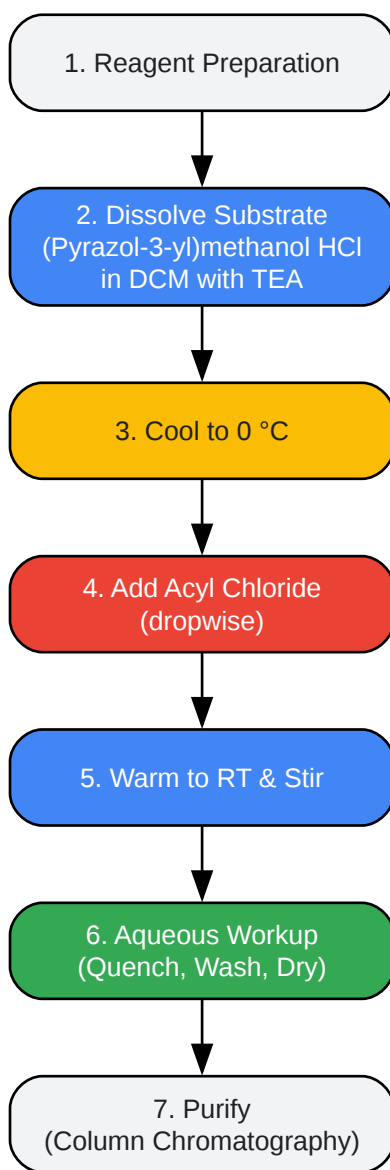 1. Reagent Preparation
2. Dissolve Substrate
(Pyrazol-3-yl)methanol HCl
in DCM with TEA
3. Cool to 0 °C
4. Add Acyl Chloride
(dropwise)
5. Warm to RT & Stir
6. Aqueous Workup
(Quench, Wash, Dry)
7. Purify
(Column Chromatography)